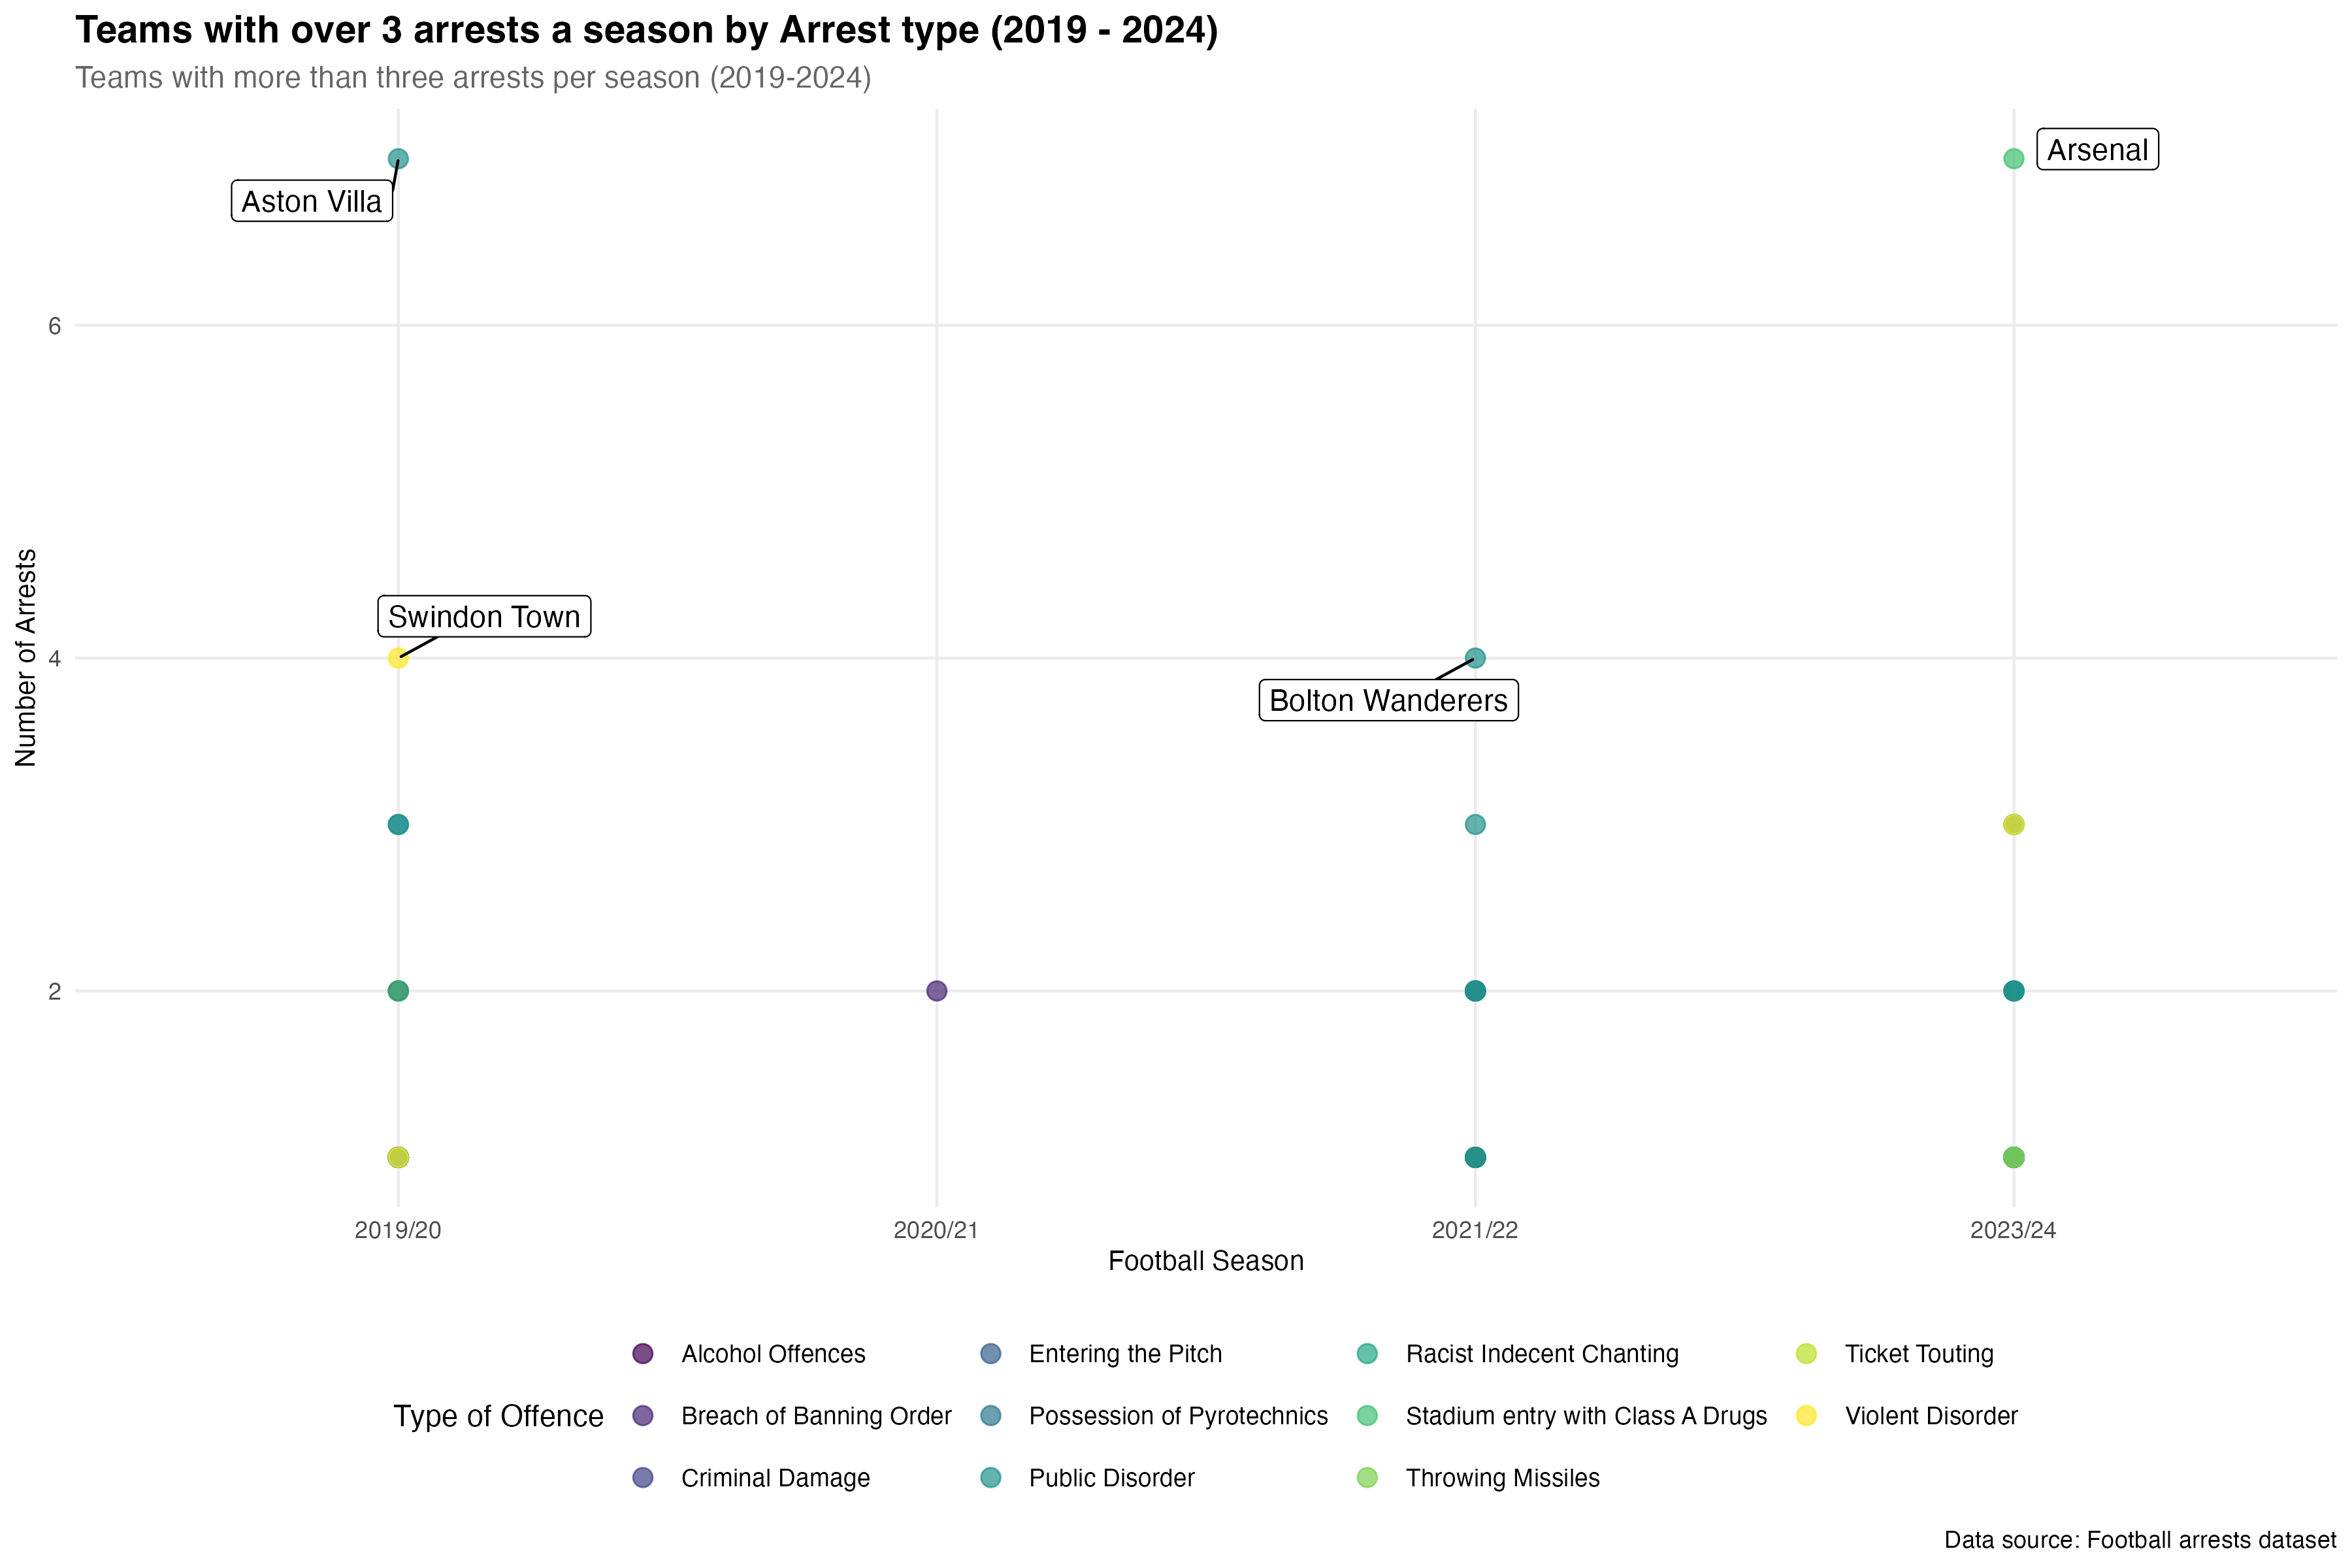 Teams with over 3 arrests a season by Arrest type (2019 - 2024)
Teams with more than three arrests per season (2019-2024)
Arsenal
Aston Villa
6
Swindon Town
4
Bolton Wanderers
Number of Arrests
2
2019/20 2020/21 2021/22 2023/24
Football Season
Type of Offence
Alcohol Offences
Breach of Banning Order
Criminal Damage
Entering the Pitch
Possession of Pyrotechnics
Public Disorder
Racist Indecent Chanting
Stadium entry with Class A Drugs
Throwing Missiles
Ticket Touting
Violent Disorder
Data source: Football arrests dataset